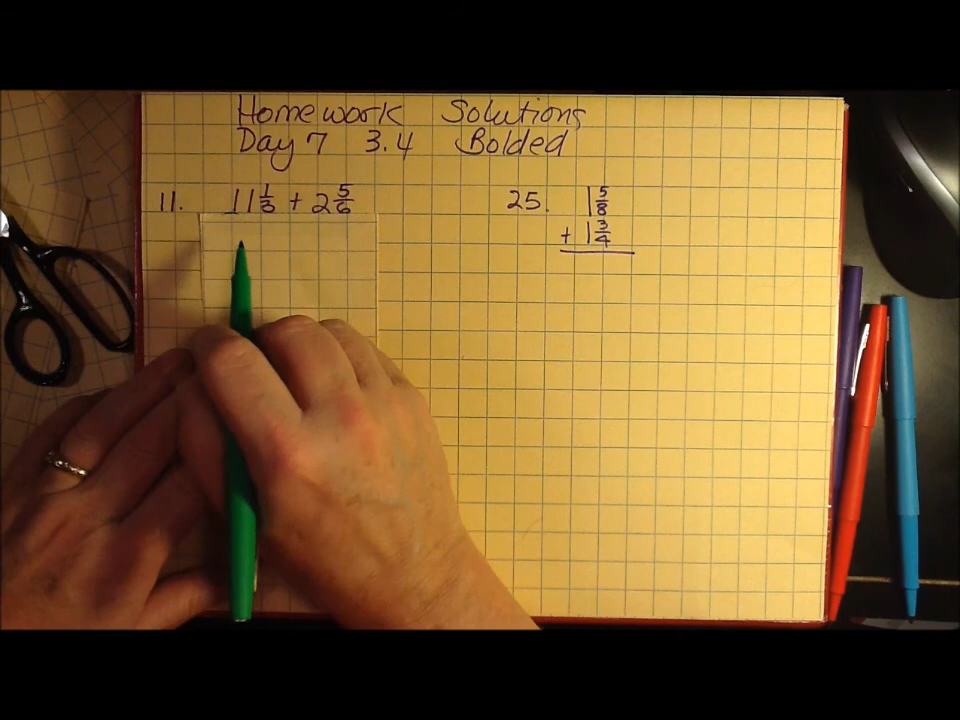 Homework Solutions
Day 7 3.4 Bolded
11. 11 1/3 + 2 5/6
25. 1 5/8
+ 1 3/4